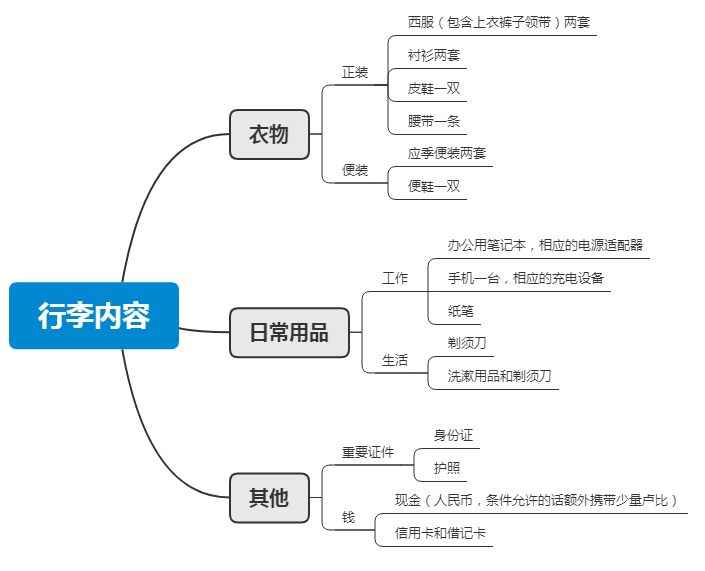 行李内容
衣物
正装
西服（包含上衣裤子领带）两套
衬衫两套
皮鞋一双
腰带一条
便装
应季便装两套
便鞋一双
日常用品
工作
办公用笔记本，相应的电源适配器
手机一台，相应的充电设备
纸笔
生活
剃须刀
洗漱用品和剃须刀
其他
重要证件
身份证
护照
钱
现金（人民币，条件允许的话额外携带少量卢比）
信用卡和借记卡